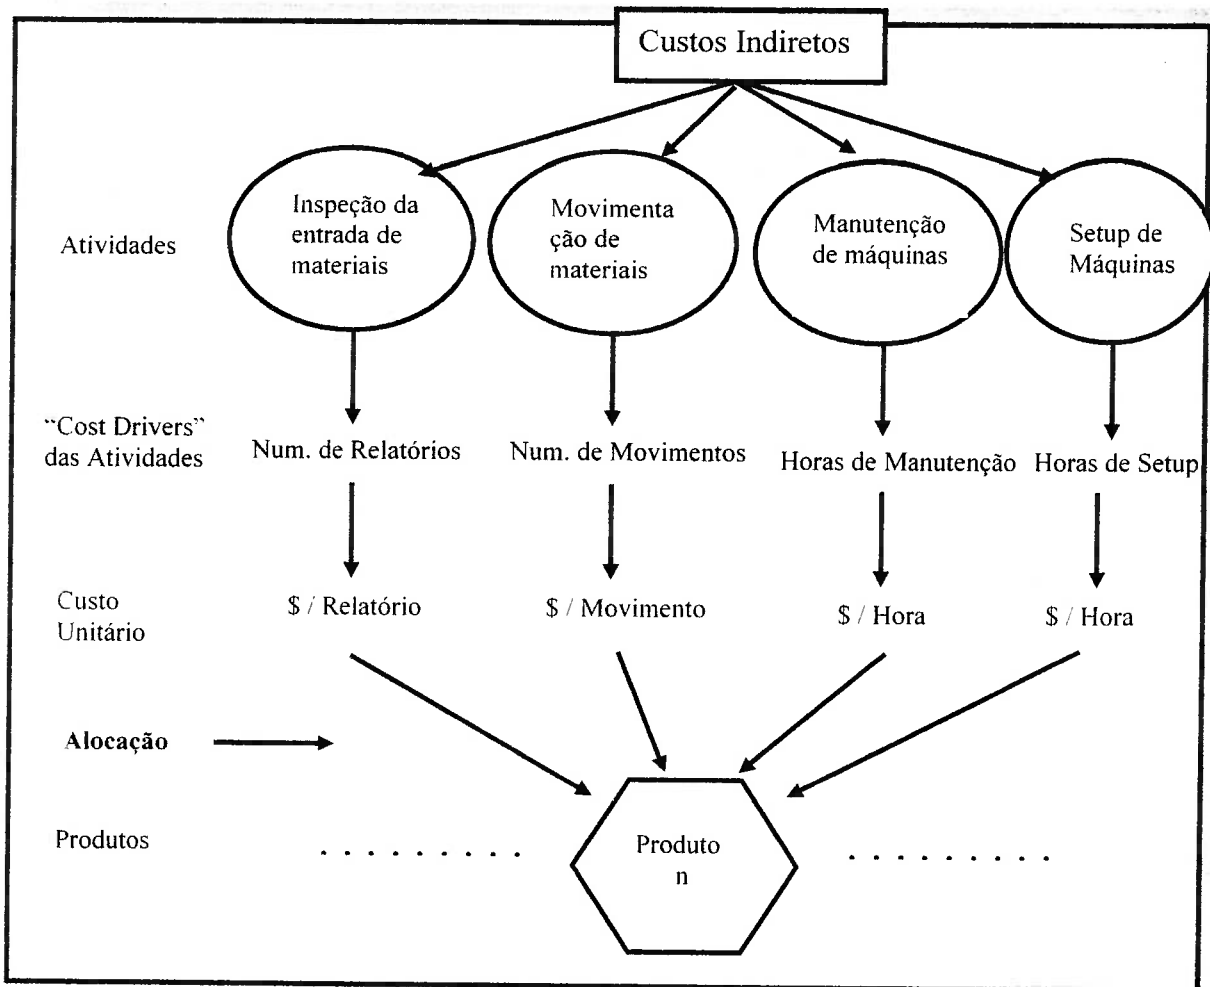 Custos Indiretos
Inspeção da
entrada de
materiais
Movimenta
ção de
materiais
Manutenção
de máquinas
Setup de
Máquinas
Atividades
“Cost Drivers”
das Atividades
Num. de Relatórios
Num. de Movimentos
Horas de Manutenção
Horas de Setup
Custo
Unitário
$ / Relatório
$ / Movimento
$ / Hora
$ / Hora
Alocação
Produtos
. . . . . . . . .
Produto
n
. . . . . . . . .